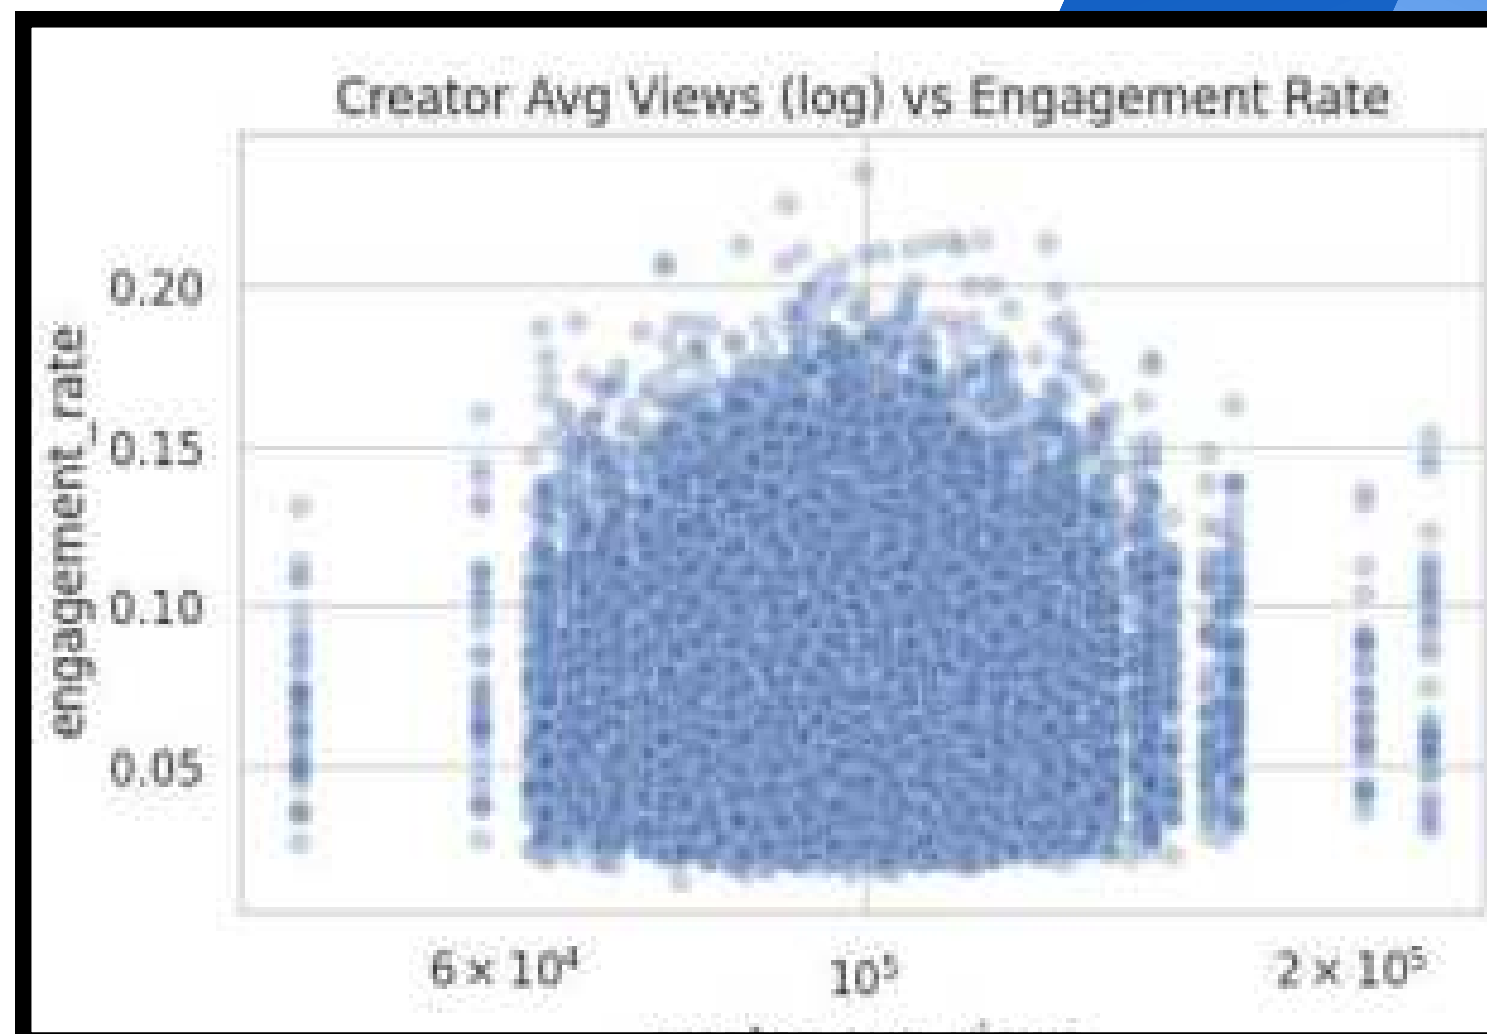 Creator Avg Views (log) vs Engagement Rate
engagement_rate
0.20
0.15
0.10
0.05
6 × 10⁴
10⁵
2 × 10⁵